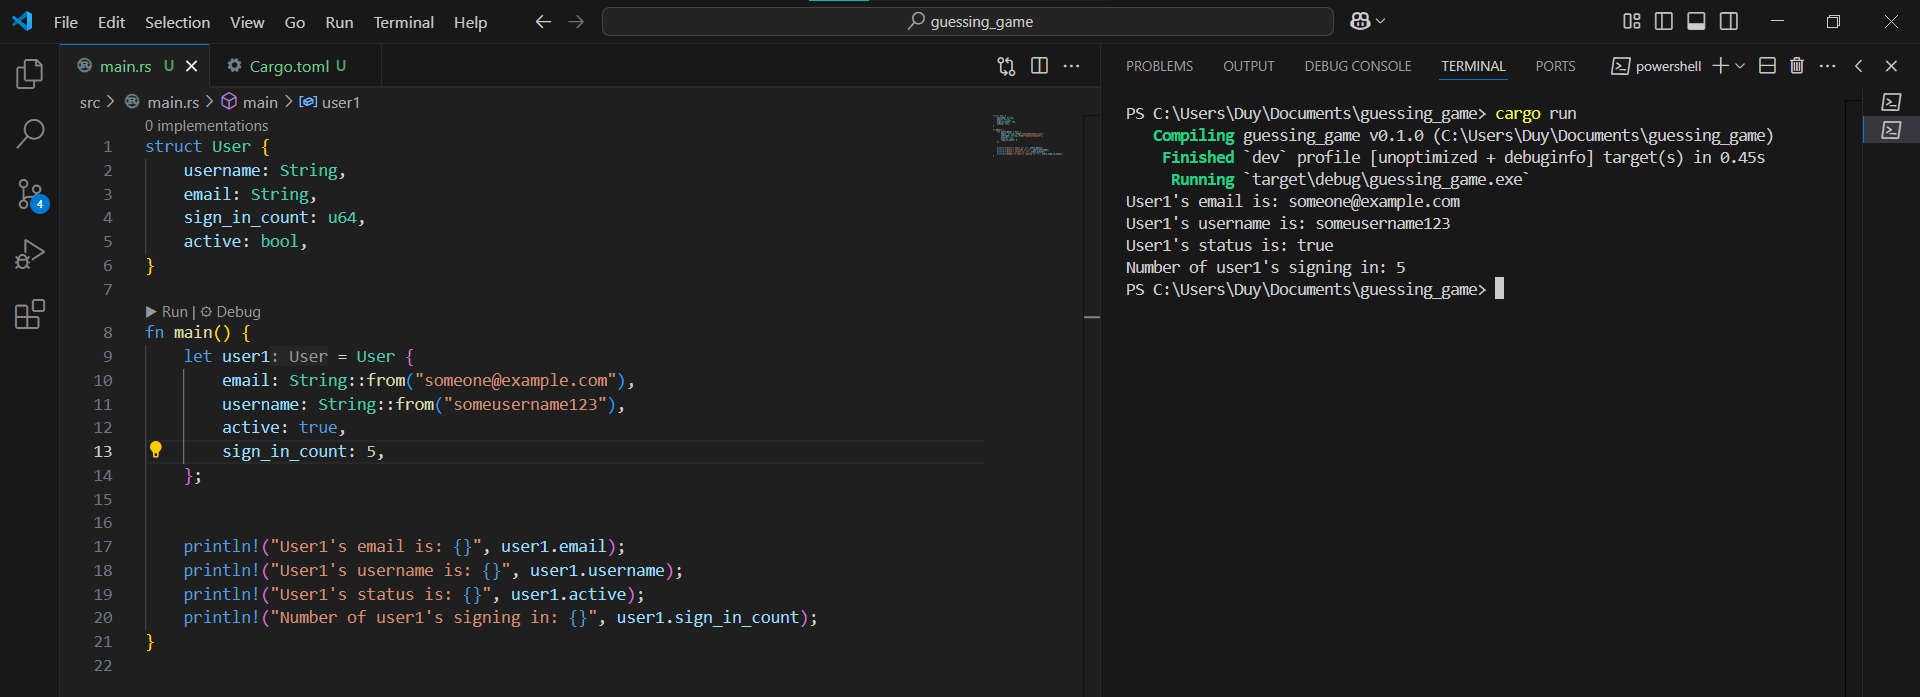 File Edit Selection View Go Run Terminal Help
guessing_game
main.rs U
Cargo.toml U
src > main.rs > main > user1
0 implementations
1 struct User {
2 username: String,
3 email: String,
4 sign_in_count: u64,
5 active: bool,
6 }
7
Run | Debug
8 fn main() {
9 let user1: User = User {
10 email: String::from("someone@example.com"),
11 username: String::from("someusername123"),
12 active: true,
13 sign_in_count: 5,
14 };
15
16
17 println!("User1's email is: {}", user1.email);
18 println!("User1's username is: {}", user1.username);
19 println!("User1's status is: {}", user1.active);
20 println!("Number of user1's signing in: {}", user1.sign_in_count);
21 }
22
4
PROBLEMS OUTPUT DEBUG CONSOLE TERMINAL PORTS
powershell
PS C:\Users\Duy\Documents\guessing_game> cargo run
Compiling guessing_game v0.1.0 (C:\Users\Duy\Documents\guessing_game)
Finished `dev` profile [unoptimized + debuginfo] target(s) in 0.45s
Running `target\debug\guessing_game.exe`
User1's email is: someone@example.com
User1's username is: someusername123
User1's status is: true
Number of user1's signing in: 5
PS C:\Users\Duy\Documents\guessing_game>